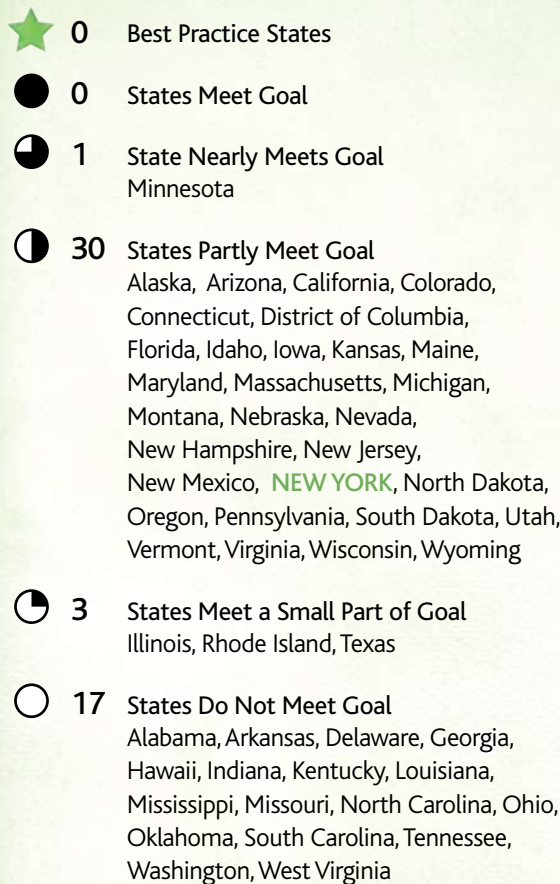 0 Best Practice States
0 States Meet Goal
1 State Nearly Meets Goal
Minnesota
30 States Partly Meet Goal
Alaska, Arizona, California, Colorado,
Connecticut, District of Columbia,
Florida, Idaho, Iowa, Kansas, Maine,
Maryland, Massachusetts, Michigan,
Montana, Nebraska, Nevada,
New Hampshire, New Jersey,
New Mexico, NEW YORK, North Dakota,
Oregon, Pennsylvania, South Dakota, Utah,
Vermont, Virginia, Wisconsin, Wyoming
3 States Meet a Small Part of Goal
Illinois, Rhode Island, Texas
17 States Do Not Meet Goal
Alabama, Arkansas, Delaware, Georgia,
Hawaii, Indiana, Kentucky, Louisiana,
Mississippi, Missouri, North Carolina, Ohio,
Oklahoma, South Carolina, Tennessee,
Washington, West Virginia